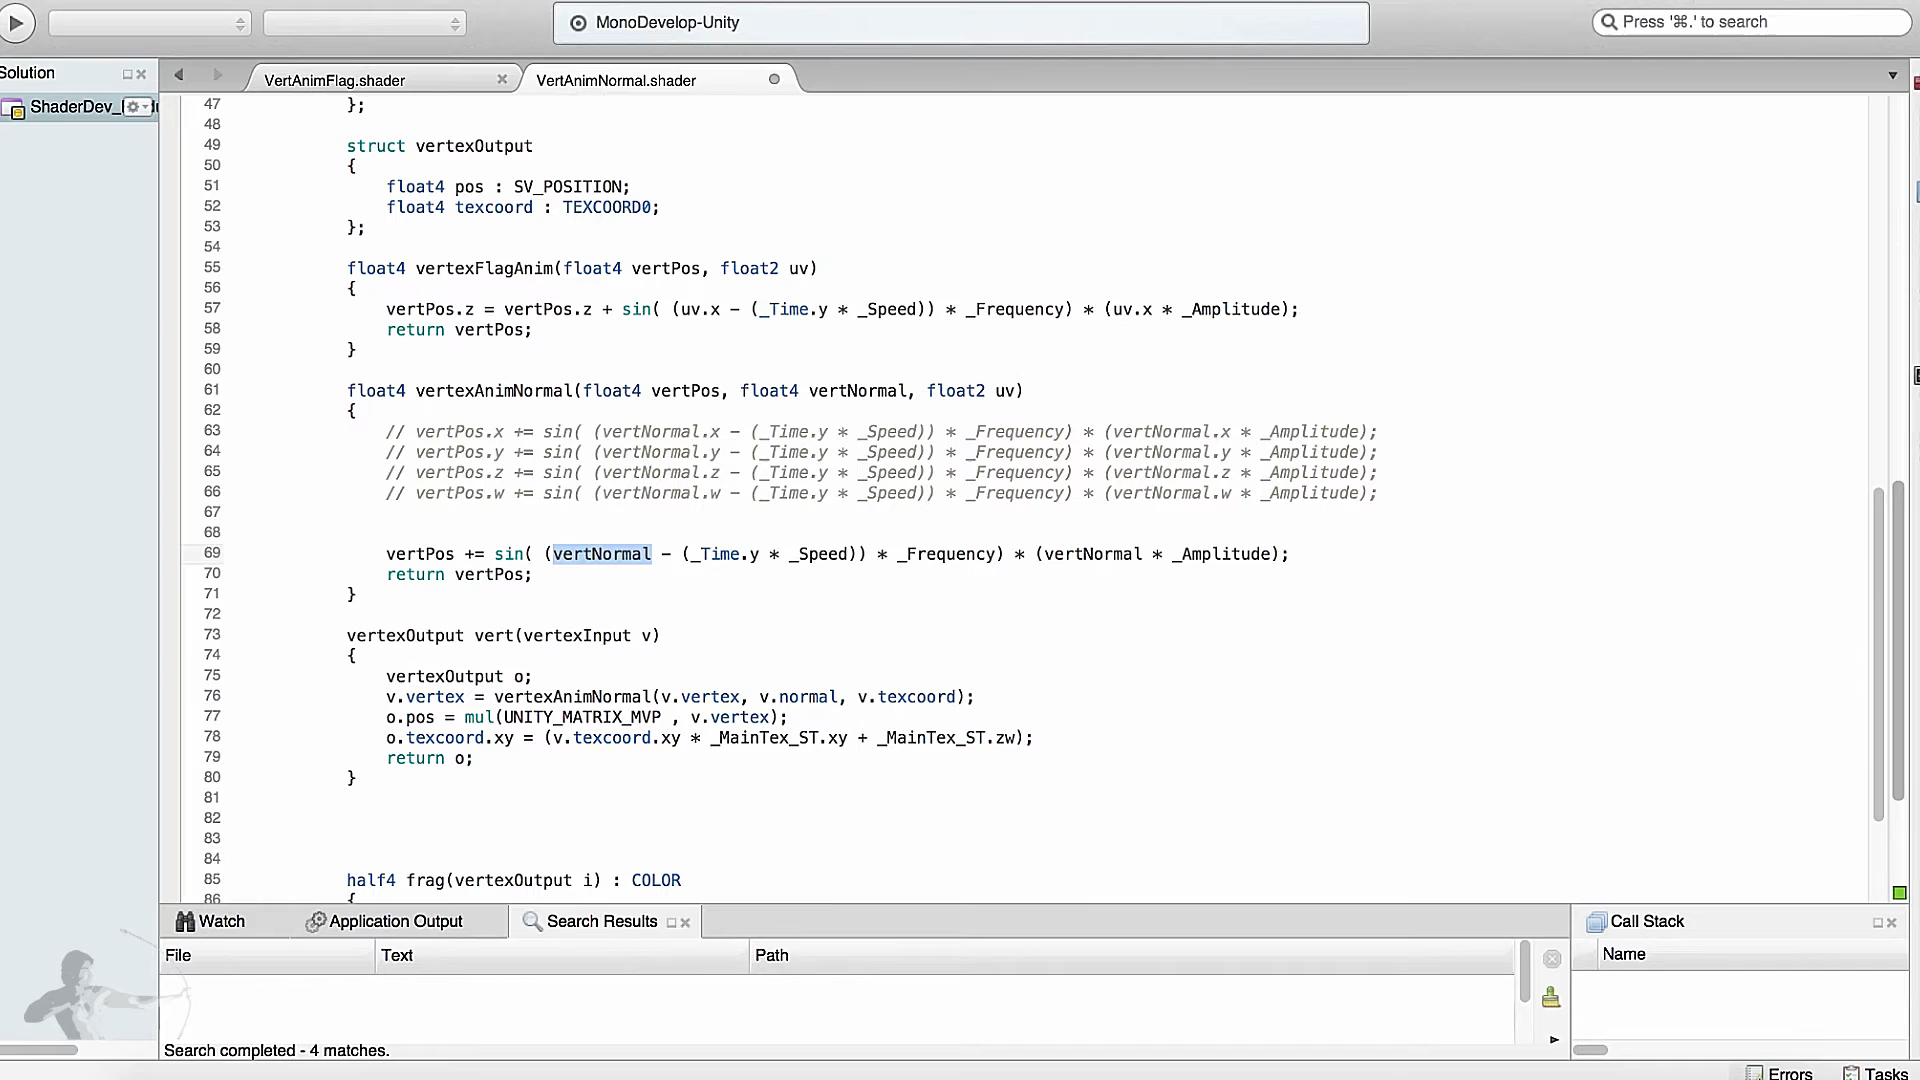 MonoDevelop-Unity
Press '⌘.' to search
Solution
VertAnimFlag.shader
VertAnimNormal.shader
ShaderDev_
47 };
48
49 struct vertexOutput
50 {
51 float4 pos : SV_POSITION;
52 float4 texcoord : TEXCOORD0;
53 };
54
55 float4 vertexFlagAnim(float4 vertPos, float2 uv)
56 {
57 vertPos.z = vertPos.z + sin( (uv.x - (_Time.y * _Speed)) * _Frequency) * (uv.x * _Amplitude);
58 return vertPos;
59 }
60
61 float4 vertexAnimNormal(float4 vertPos, float4 vertNormal, float2 uv)
62 {
63 // vertPos.x += sin( (vertNormal.x - (_Time.y * _Speed)) * _Frequency) * (vertNormal.x * _Amplitude);
64 // vertPos.y += sin( (vertNormal.y - (_Time.y * _Speed)) * _Frequency) * (vertNormal.y * _Amplitude);
65 // vertPos.z += sin( (vertNormal.z - (_Time.y * _Speed)) * _Frequency) * (vertNormal.z * _Amplitude);
66 // vertPos.w += sin( (vertNormal.w - (_Time.y * _Speed)) * _Frequency) * (vertNormal.w * _Amplitude);
67
68
69 vertPos += sin( (vertNormal - (_Time.y * _Speed)) * _Frequency) * (vertNormal * _Amplitude);
70 return vertPos;
71 }
72
73 vertexOutput vert(vertexInput v)
74 {
75 vertexOutput o;
76 v.vertex = vertexAnimNormal(v.vertex, v.normal, v.texcoord);
77 o.pos = mul(UNITY_MATRIX_MVP , v.vertex);
78 o.texcoord.xy = (v.texcoord.xy * _MainTex_ST.xy + _MainTex_ST.zw);
79 return o;
80 }
81
82
83
84
85 half4 frag(vertexOutput i) : COLOR
86 {
Watch
Application Output
Search Results
Call Stack
File
Text
Path
Name
Search completed - 4 matches.
Errors
Tasks